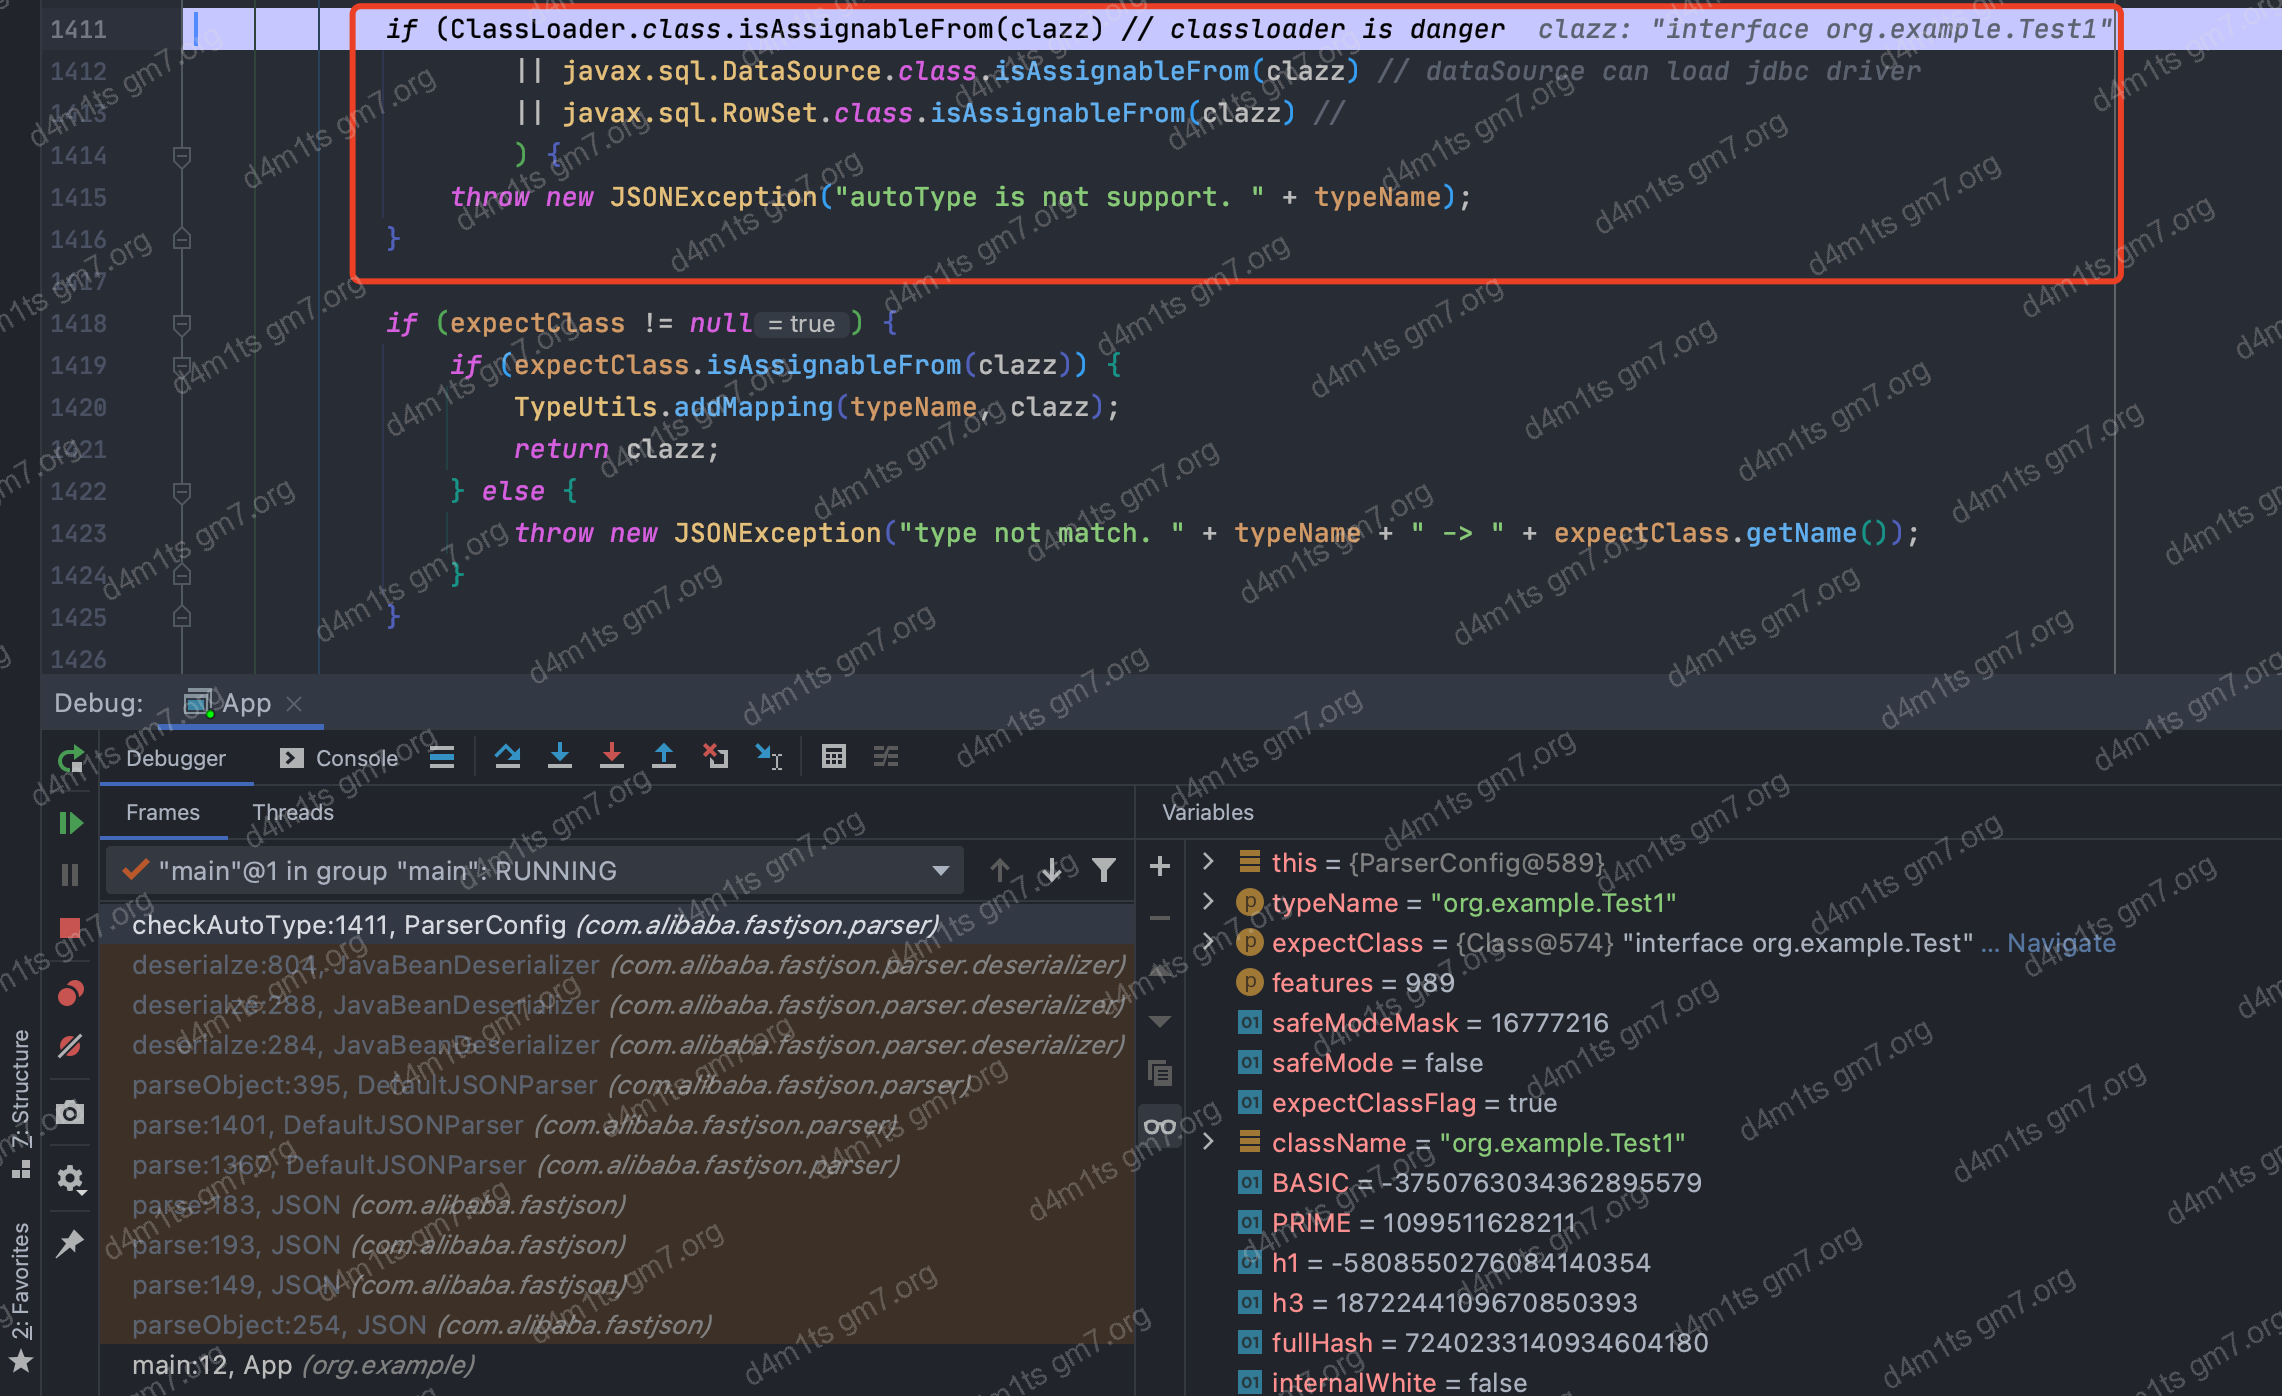 1411 if (ClassLoader.class.isAssignableFrom(clazz) // classloader is danger clazz: "interface org.example.Test1"
1412 || javax.sql.DataSource.class.isAssignableFrom(clazz) // dataSource can load jdbc driver
1413 || javax.sql.RowSet.class.isAssignableFrom(clazz) //
1414 ) {
1415 throw new JSONException("autoType is not support. " + typeName);
1416 }
1417
1418 if (expectClass != null = true ) {
1419 if (expectClass.isAssignableFrom(clazz)) {
1420 TypeUtils.addMapping(typeName, clazz);
1421 return clazz;
1422 } else {
1423 throw new JSONException("type not match. " + typeName + " -> " + expectClass.getName());
1424 }
1425 }
1426
Debug: App
Debugger Console
Frames Threads
"main"@1 in group "main": RUNNING
checkAutoType:1411, ParserConfig (com.alibaba.fastjson.parser)
deserialze:804, JavaBeanDeserializer (com.alibaba.fastjson.parser.deserializer)
deserialze:288, JavaBeanDeserializer (com.alibaba.fastjson.parser.deserializer)
deserialze:284, JavaBeanDeserializer (com.alibaba.fastjson.parser.deserializer)
parseObject:395, DefaultJSONParser (com.alibaba.fastjson.parser)
parse:1401, DefaultJSONParser (com.alibaba.fastjson.parser)
parse:1367, DefaultJSONParser (com.alibaba.fastjson.parser)
parse:183, JSON (com.alibaba.fastjson)
parse:193, JSON (com.alibaba.fastjson)
parse:149, JSON (com.alibaba.fastjson)
parseObject:254, JSON (com.alibaba.fastjson)
main:12, App (org.example)
Variables
this = {ParserConfig@589}
typeName = "org.example.Test1"
expectClass = {Class@574} "interface org.example.Test" ... Navigate
features = 989
safeModeMask = 16777216
safeMode = false
expectClassFlag = true
className = "org.example.Test1"
BASIC = -3750763034362895579
PRIME = 1099511628211
h1 = -5808550276084140354
h3 = 1872244109670850393
fullHash = 7240233140934604180
internalWhite = false
7: Structure
2: Favorites
d4m1ts gm7.org